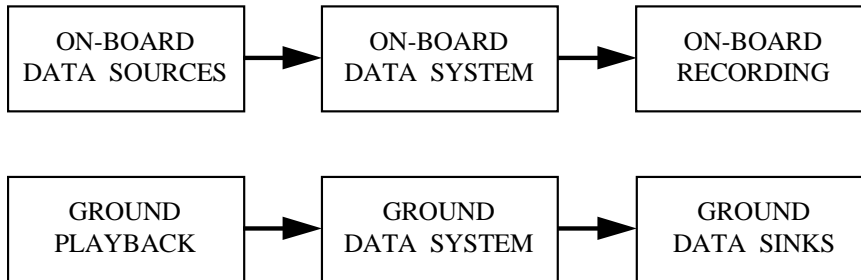 ON-BOARD
DATA SOURCES
ON-BOARD
DATA SYSTEM
ON-BOARD
RECORDING
GROUND
PLAYBACK
GROUND
DATA SYSTEM
GROUND
DATA SINKS